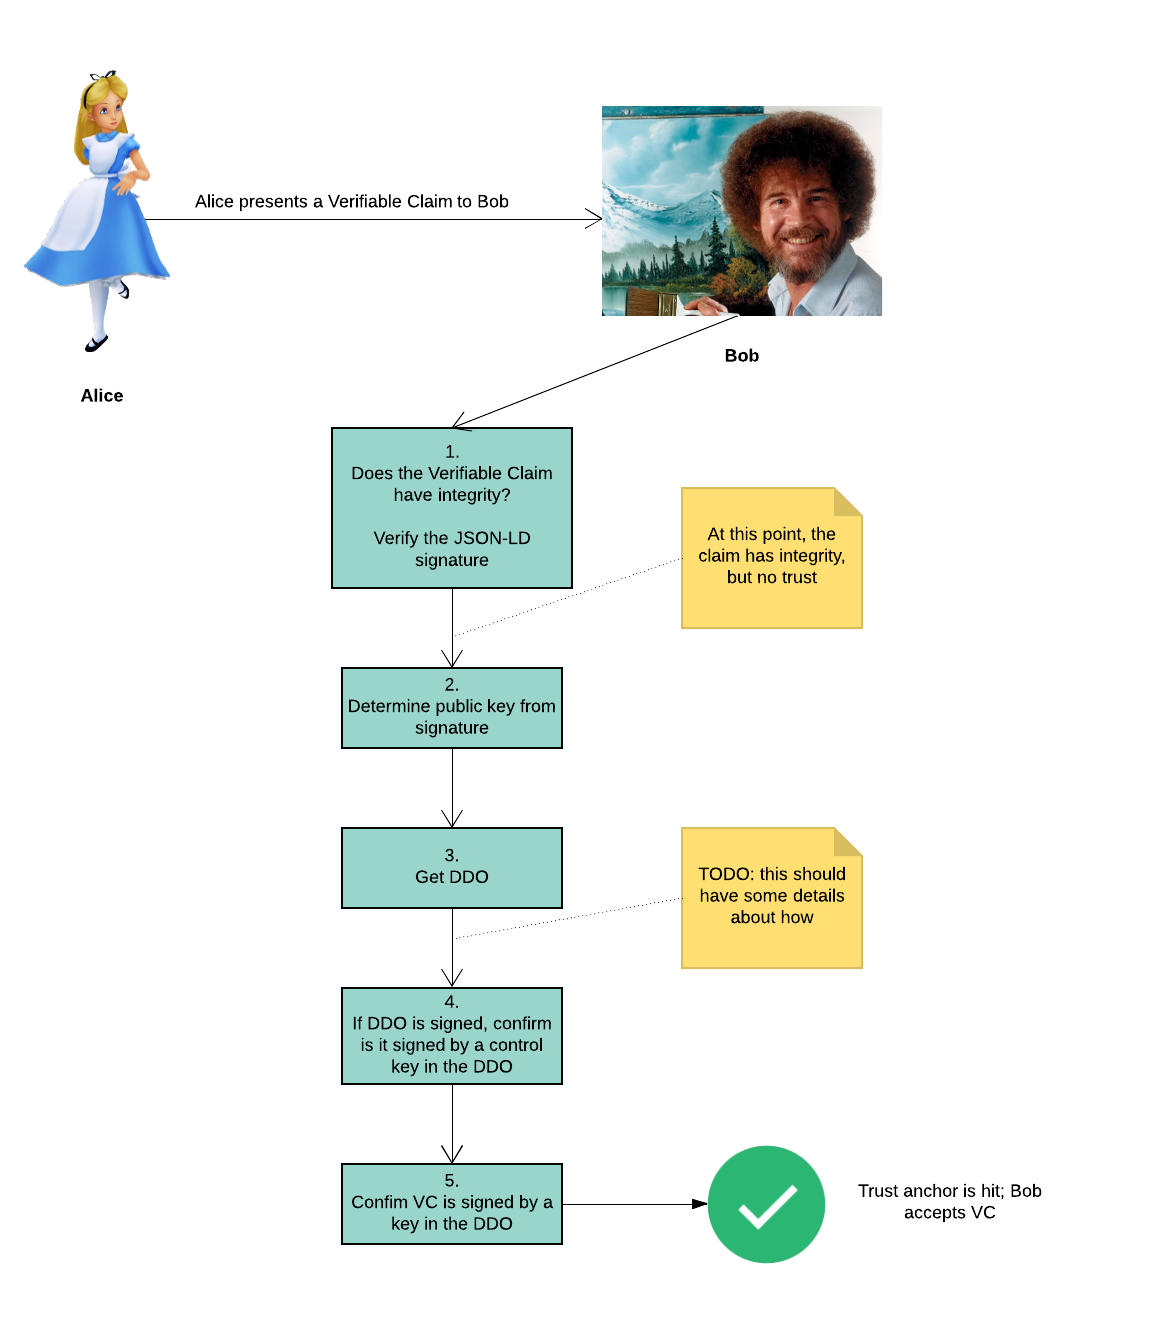 Alice presents a Verifiable Claim to Bob
Bob
Alice
1.
Does the Verifiable Claim
have integrity?
Verify the JSON-LD
signature
At this point, the
claim has integrity,
but no trust
2.
Determine public key from
signature
3.
Get DDO
TODO: this should
have some details
about how
4.
If DDO is signed, confirm
is it signed by a control
key in the DDO
5.
Confim VC is signed by a
key in the DDO
Trust anchor is hit; Bob
accepts VC